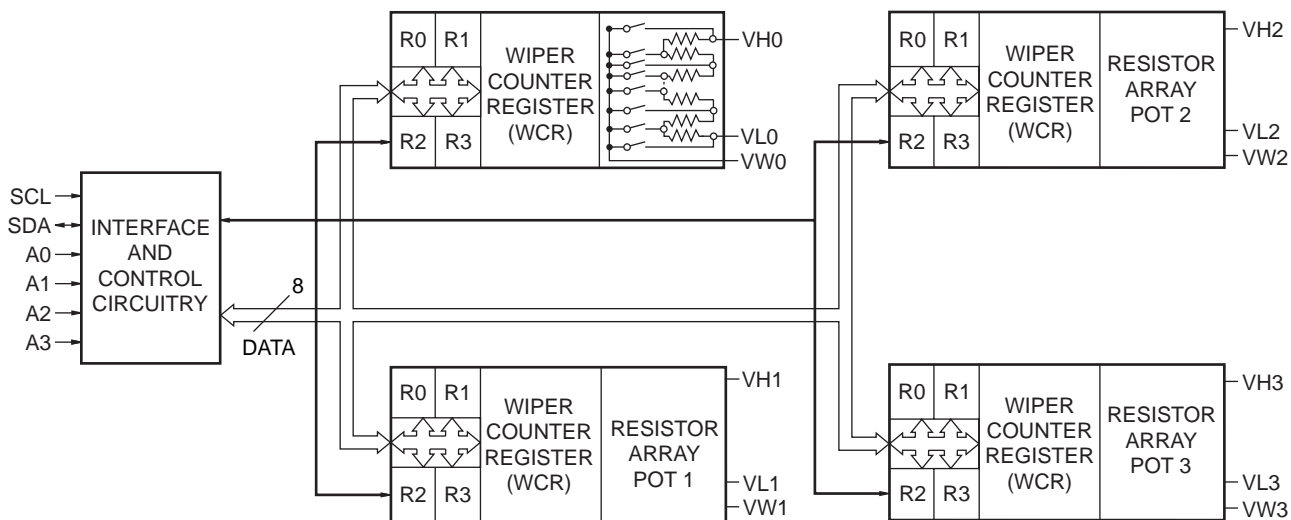 R0 R1
R2 R3
WIPER
COUNTER
REGISTER
(WCR)
VH0
VL0
VW0
R0 R1
R2 R3
WIPER
COUNTER
REGISTER
(WCR)
RESISTOR
ARRAY
POT 2
VH2
VL2
VW2
SCL
SDA
A0
A1
A2
A3
INTERFACE
AND
CONTROL
CIRCUITRY
8
DATA
R0 R1
R2 R3
WIPER
COUNTER
REGISTER
(WCR)
RESISTOR
ARRAY
POT 1
VH1
VL1
VW1
R0 R1
R2 R3
WIPER
COUNTER
REGISTER
(WCR)
RESISTOR
ARRAY
POT 3
VH3
VL3
VW3